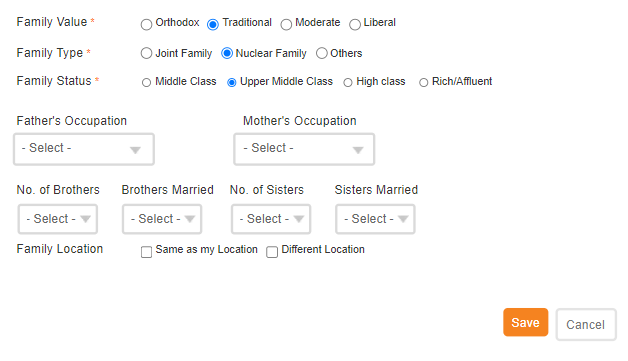 Family Value * Orthodox Traditional Moderate Liberal
Family Type * Joint Family Nuclear Family Others
Family Status * Middle Class Upper Middle Class High class Rich/Affluent
Father's Occupation Mother's Occupation
- Select - - Select -
No. of Brothers Brothers Married No. of Sisters Sisters Married
- Select - - Select - - Select - - Select -
Family Location Same as my Location Different Location
Save Cancel